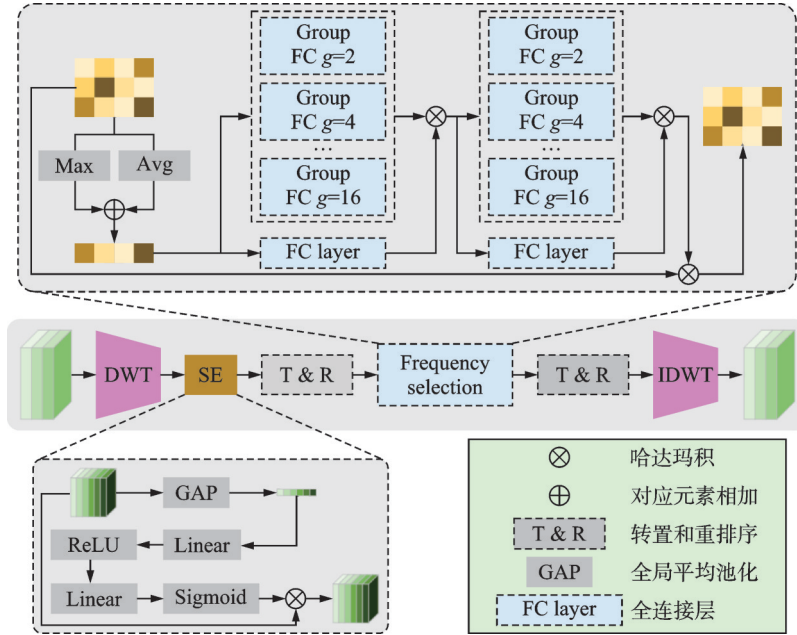 Group
FC g=2
Group
FC g=2
Group
FC g=4
Group
FC g=4
Max
Avg
...
...
Group
FC g=16
Group
FC g=16
FC layer
FC layer
DWT
SE
T & R
Frequency
selection
T & R
IDWT
GAP
ReLU
Linear
Linear
Sigmoid
哈达玛积
对应元素相加
T & R
转置和重排序
GAP
全局平均池化
FC layer
全连接层